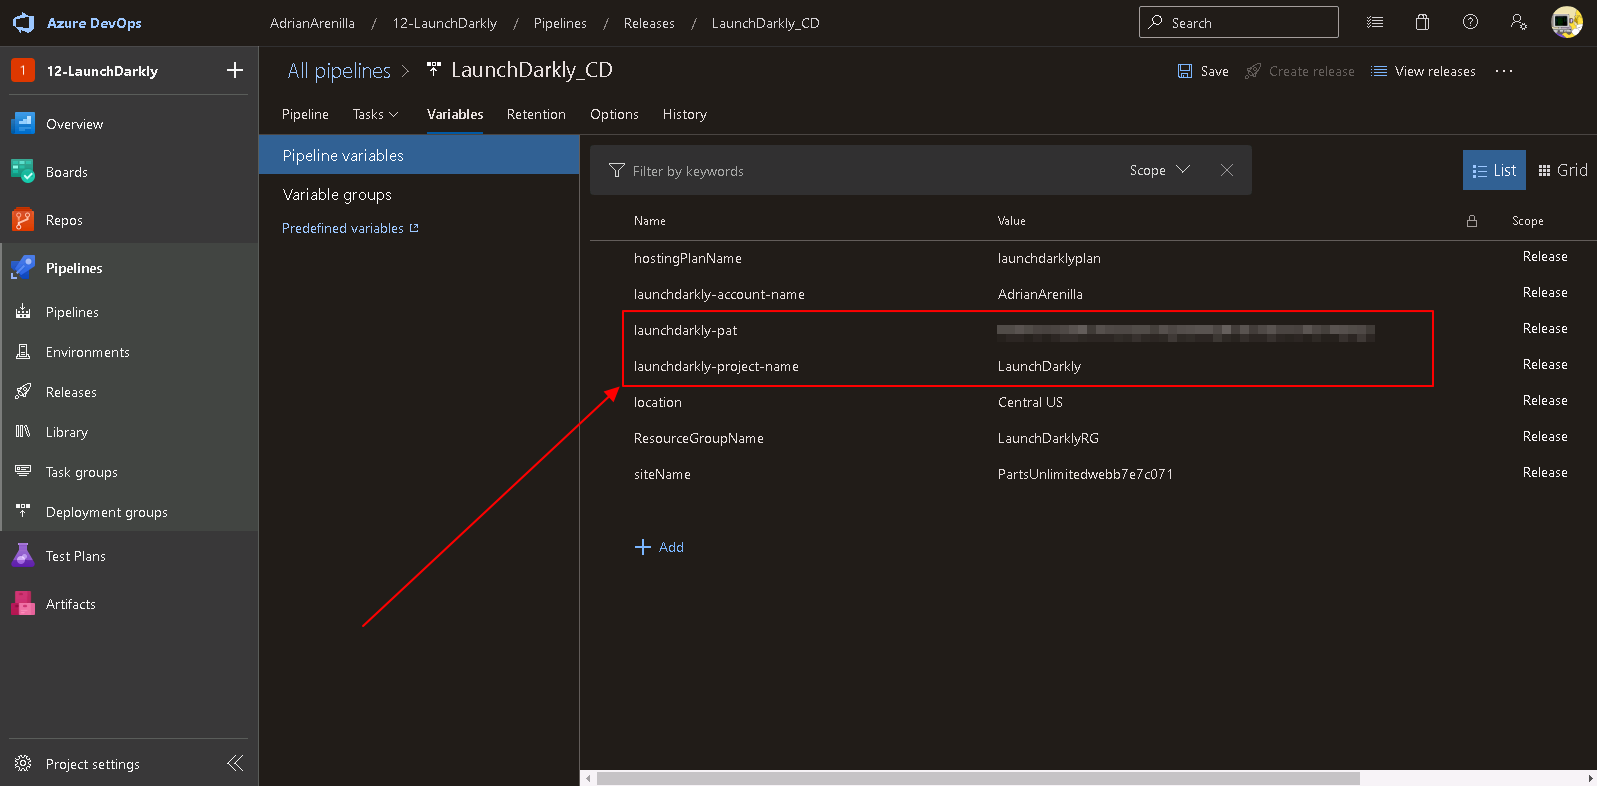 Azure DevOps
AdrianArenilla / 12-LaunchDarkly / Pipelines / Releases / LaunchDarkly_CD
Search
1 12-LaunchDarkly
Overview
Boards
Repos
Pipelines
Pipelines
Environments
Releases
Library
Task groups
Deployment groups
Test Plans
Artifacts
Project settings
All pipelines > LaunchDarkly_CD
Save
Create release
View releases
Pipeline
Tasks
Variables
Retention
Options
History
Pipeline variables
Variable groups
Predefined variables
Filter by keywords
Scope
List
Grid
Name Value Scope
hostingPlanName launchdarklyplan Release
launchdarkly-account-name AdrianArenilla Release
launchdarkly-pat Release
launchdarkly-project-name LaunchDarkly Release
location Central US Release
ResourceGroupName LaunchDarklyRG Release
siteName PartsUnlimitedwebb7e7c071 Release
+ Add